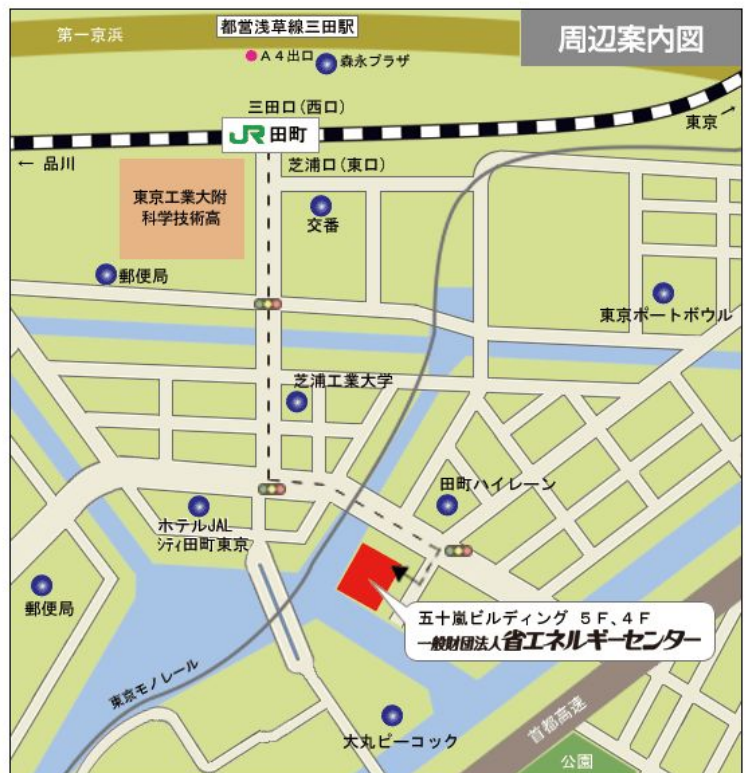 都営浅草線三田駅
第一京浜
周辺案内図
A4出口
森永プラザ
三田口(西口)
JR田町
東京
→
← 品川
芝浦口(東口)
東京工業大附
科学技術高
交番
郵便局
東京ポートボウル
芝浦工業大学
田町ハイレーン
ホテルJAL
シティ田町東京
郵便局
五十嵐ビルディング 5F、4F
一般財団法人省エネルギーセンター
東京モノレール
首都高速
大丸ピーコック
公園